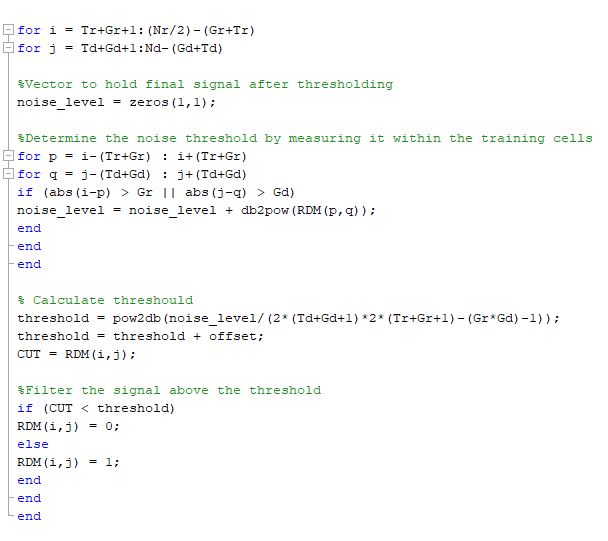 for i = Tr+Gr+1:(Nr/2)-(Gr+Tr)
for j = Td+Gd+1:Nd-(Gd+Td)
%Vector to hold final signal after thresholding
noise_level = zeros(1,1);
%Determine the noise threshold by measuring it within the training cells
for p = i-(Tr+Gr) : i+(Tr+Gr)
for q = j-(Td+Gd) : j+(Td+Gd)
if (abs(i-p) > Gr || abs(j-q) > Gd)
noise_level = noise_level + db2pow(RDM(p,q));
end
end
end
% Calculate threshould
threshold = pow2db(noise_level/(2*(Td+Gd+1)*2*(Tr+Gr+1)-(Gr*Gd)-1));
threshold = threshold + offset;
CUT = RDM(i,j);
%Filter the signal above the threshold
if (CUT < threshold)
RDM(i,j) = 0;
else
RDM(i,j) = 1;
end
end
end